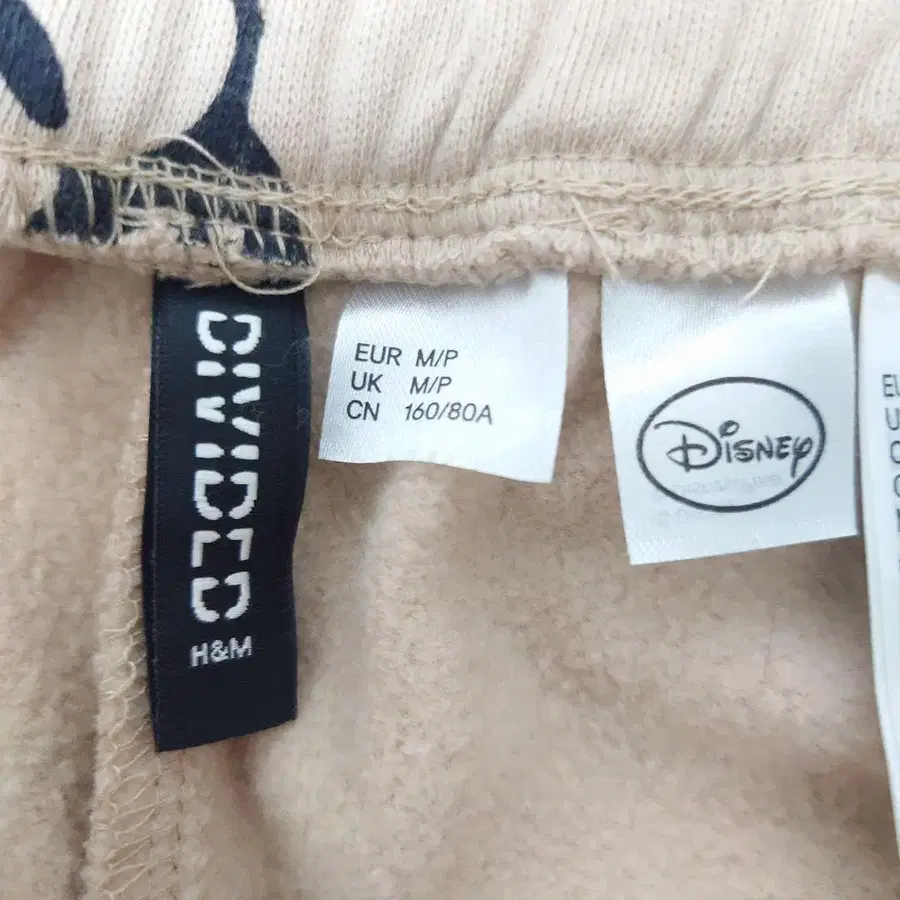 DIVIDED
H&M
EUR M/P
UK M/P
CN 160/80A
Disney